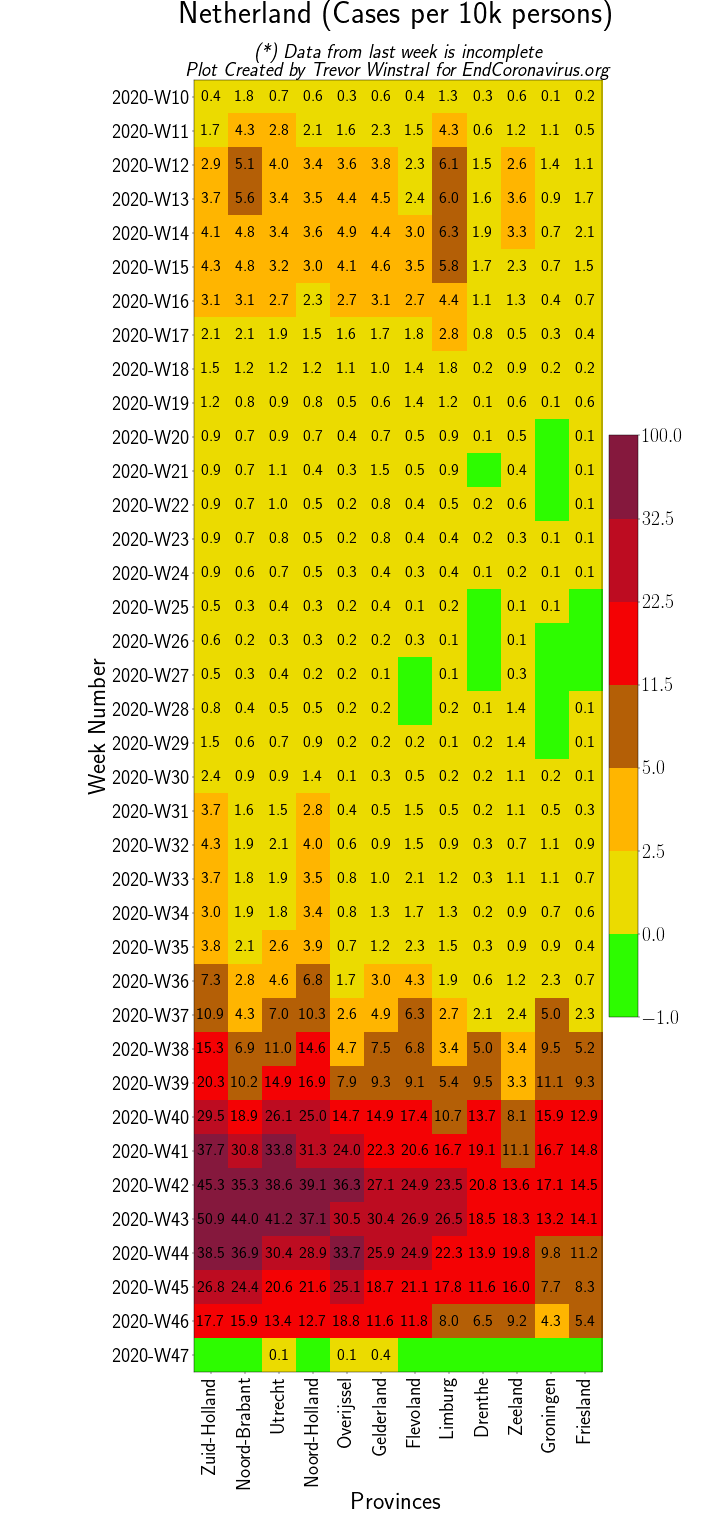 Netherland (Cases per 10k persons)
(*) Data from last week is incomplete
Plot Created by Trevor Winstral for EndCoronavirus.org
2020-W10 0.4 1.8 0.7 0.6 0.3 0.6 0.4 1.3 0.3 0.6 0.1 0.2
2020-W11 1.7 4.3 2.8 2.1 1.6 2.3 1.5 4.3 0.6 1.2 1.1 0.5
2020-W12 2.9 5.1 4.0 3.4 3.6 3.8 2.3 6.1 1.5 2.6 1.4 1.1
2020-W13 3.7 5.6 3.4 3.5 4.4 4.5 2.4 6.0 1.6 3.6 0.9 1.7
2020-W14 4.1 4.8 3.4 3.6 4.9 4.4 3.0 6.3 1.9 3.3 0.7 2.1
2020-W15 4.3 4.8 3.2 3.0 4.1 4.6 3.5 5.8 1.7 2.3 0.7 1.5
2020-W16 3.1 3.1 2.7 2.3 2.7 3.1 2.7 4.4 1.1 1.3 0.4 0.7
2020-W17 2.1 2.1 1.9 1.5 1.6 1.7 1.8 2.8 0.8 0.5 0.3 0.4
2020-W18 1.5 1.2 1.2 1.2 1.1 1.0 1.4 1.8 0.2 0.9 0.2 0.2
2020-W19 1.2 0.8 0.9 0.8 0.5 0.6 1.4 1.2 0.1 0.6 0.1 0.6
2020-W20 0.9 0.7 0.9 0.7 0.4 0.7 0.5 0.9 0.1 0.5 0.1
2020-W21 0.9 0.7 1.1 0.4 0.3 1.5 0.5 0.9 0.4 0.1
2020-W22 0.9 0.7 1.0 0.5 0.2 0.8 0.4 0.5 0.2 0.6 0.1
2020-W23 0.9 0.7 0.8 0.5 0.2 0.8 0.4 0.4 0.2 0.3 0.1 0.1
2020-W24 0.9 0.6 0.7 0.5 0.3 0.4 0.3 0.4 0.1 0.2 0.1 0.1
2020-W25 0.5 0.3 0.4 0.3 0.2 0.4 0.1 0.2 0.1 0.1
2020-W26 0.6 0.2 0.3 0.3 0.2 0.2 0.3 0.1 0.1
2020-W27 0.5 0.3 0.4 0.2 0.2 0.1 0.1 0.3
2020-W28 0.8 0.4 0.5 0.5 0.2 0.2 0.2 0.1 1.4 0.1
2020-W29 1.5 0.6 0.7 0.9 0.2 0.2 0.2 0.1 0.2 1.4 0.1
2020-W30 2.4 0.9 0.9 1.4 0.1 0.3 0.5 0.2 0.2 1.1 0.2 0.1
2020-W31 3.7 1.6 1.5 2.8 0.4 0.5 1.5 0.5 0.2 1.1 0.5 0.3
2020-W32 4.3 1.9 2.1 4.0 0.6 0.9 1.5 0.9 0.3 0.7 1.1 0.9
2020-W33 3.7 1.8 1.9 3.5 0.8 1.0 2.1 1.2 0.3 1.1 1.1 0.7
2020-W34 3.0 1.9 1.8 3.4 0.8 1.3 1.7 1.3 0.2 0.9 0.7 0.6
2020-W35 3.8 2.1 2.6 3.9 0.7 1.2 2.3 1.5 0.3 0.9 0.9 0.4
2020-W36 7.3 2.8 4.6 6.8 1.7 3.0 4.3 1.9 0.6 1.2 2.3 0.7
2020-W37 10.9 4.3 7.0 10.3 2.6 4.9 6.3 2.7 2.1 2.4 5.0 2.3
2020-W38 15.3 6.9 11.0 14.6 4.7 7.5 6.8 3.4 5.0 3.4 9.5 5.2
2020-W39 20.3 10.2 14.9 16.9 7.9 9.3 9.1 5.4 9.5 3.3 11.1 9.3
2020-W40 29.5 18.9 26.1 25.0 14.7 14.9 17.4 10.7 13.7 8.1 15.9 12.9
2020-W41 37.7 30.8 33.8 31.3 24.0 22.3 20.6 16.7 19.1 11.1 16.7 14.8
2020-W42 45.3 35.3 38.6 39.1 36.3 27.1 24.9 23.5 20.8 13.6 17.1 14.5
2020-W43 50.9 44.0 41.2 37.1 30.5 30.4 26.9 26.5 18.5 18.3 13.2 14.1
2020-W44 38.5 36.9 30.4 28.9 33.7 25.9 24.9 22.3 13.9 19.8 9.8 11.2
2020-W45 26.8 24.4 20.6 21.6 25.1 18.7 21.1 17.8 11.6 16.0 7.7 8.3
2020-W46 17.7 15.9 13.4 12.7 18.8 11.6 11.8 8.0 6.5 9.2 4.3 5.4
2020-W47 0.1 0.1 0.4
Week Number
Zuid-Holland
Noord-Brabant
Utrecht
Noord-Holland
Overijssel
Gelderland
Flevoland
Limburg
Drenthe
Zeeland
Groningen
Friesland
Provinces
100.0
32.5
22.5
11.5
5.0
2.5
0.0
−1.0